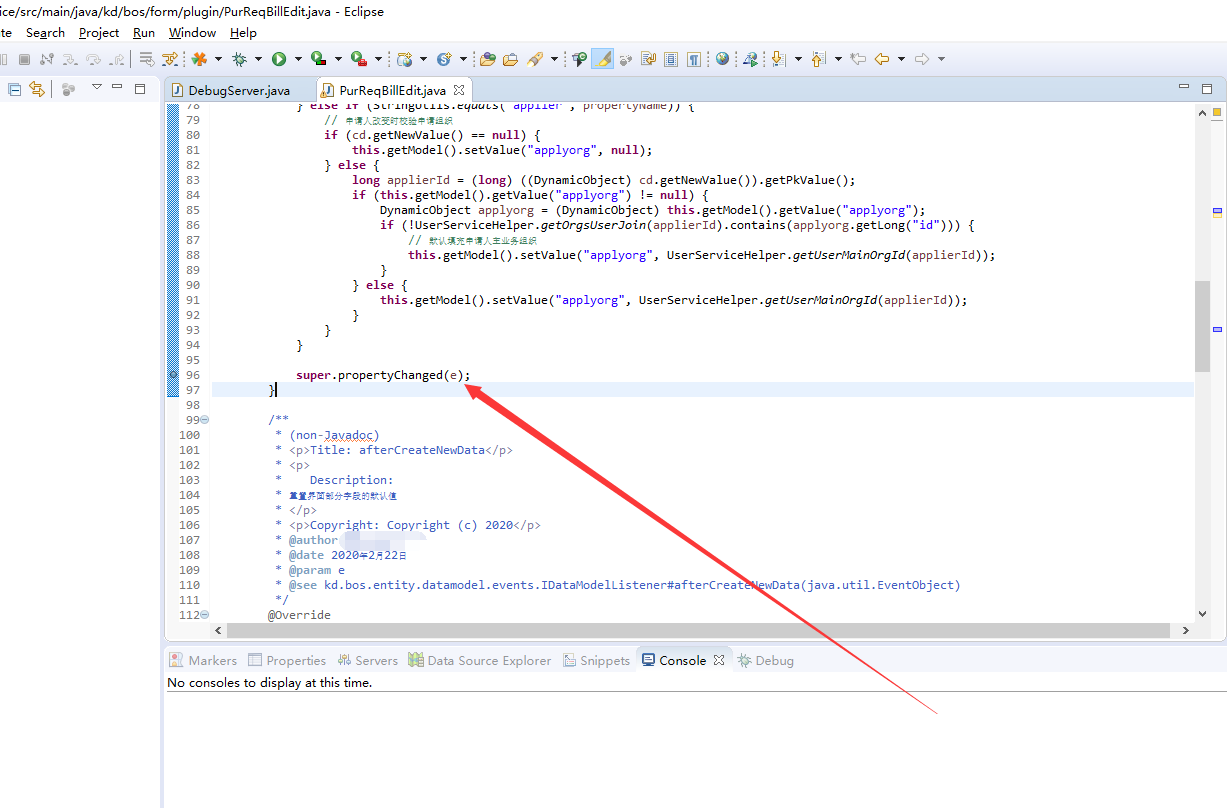 ice/src/main/java/kd/bos/form/plugin/PurReqBillEdit.java - Eclipse
te Search Project Run Window Help
DebugServer.java PurReqBillEdit.java
78 } else if (StringUtils.equals("applier", propertyName)) {
79 // 申请人改变时校验申请组织
80 if (cd.getNewValue() == null) {
81 this.getModel().setValue("applyorg", null);
82 } else {
83 long applierId = (long) ((DynamicObject) cd.getNewValue()).getPkValue();
84 if (this.getModel().getValue("applyorg") != null) {
85 DynamicObject applyorg = (DynamicObject) this.getModel().getValue("applyorg");
86 if (!UserServiceHelper.getOrgsUserJoin(applierId).contains(applyorg.getLong("id"))) {
87 // 默认填充申请人主业务组织
88 this.getModel().setValue("applyorg", UserServiceHelper.getUserMainOrgId(applierId));
89 }
90 } else {
91 this.getModel().setValue("applyorg", UserServiceHelper.getUserMainOrgId(applierId));
92 }
93 }
94 }
95
96 super.propertyChanged(e);
97 }
98
99 /**
100 * (non-Javadoc)
101 * <p>Title: afterCreateNewData</p>
102 * <p>
103 * Description:
104 * 重置界面部分字段的默认值
105 * </p>
106 * <p>Copyright: Copyright (c) 2020</p>
107 * @author
108 * @date 2020年2月22日
109 * @param e
110 * @see kd.bos.entity.datamodel.events.IDataModelListener#afterCreateNewData(java.util.EventObject)
111 */
112 @Override
Markers Properties Servers Data Source Explorer Snippets Console Debug
No consoles to display at this time.